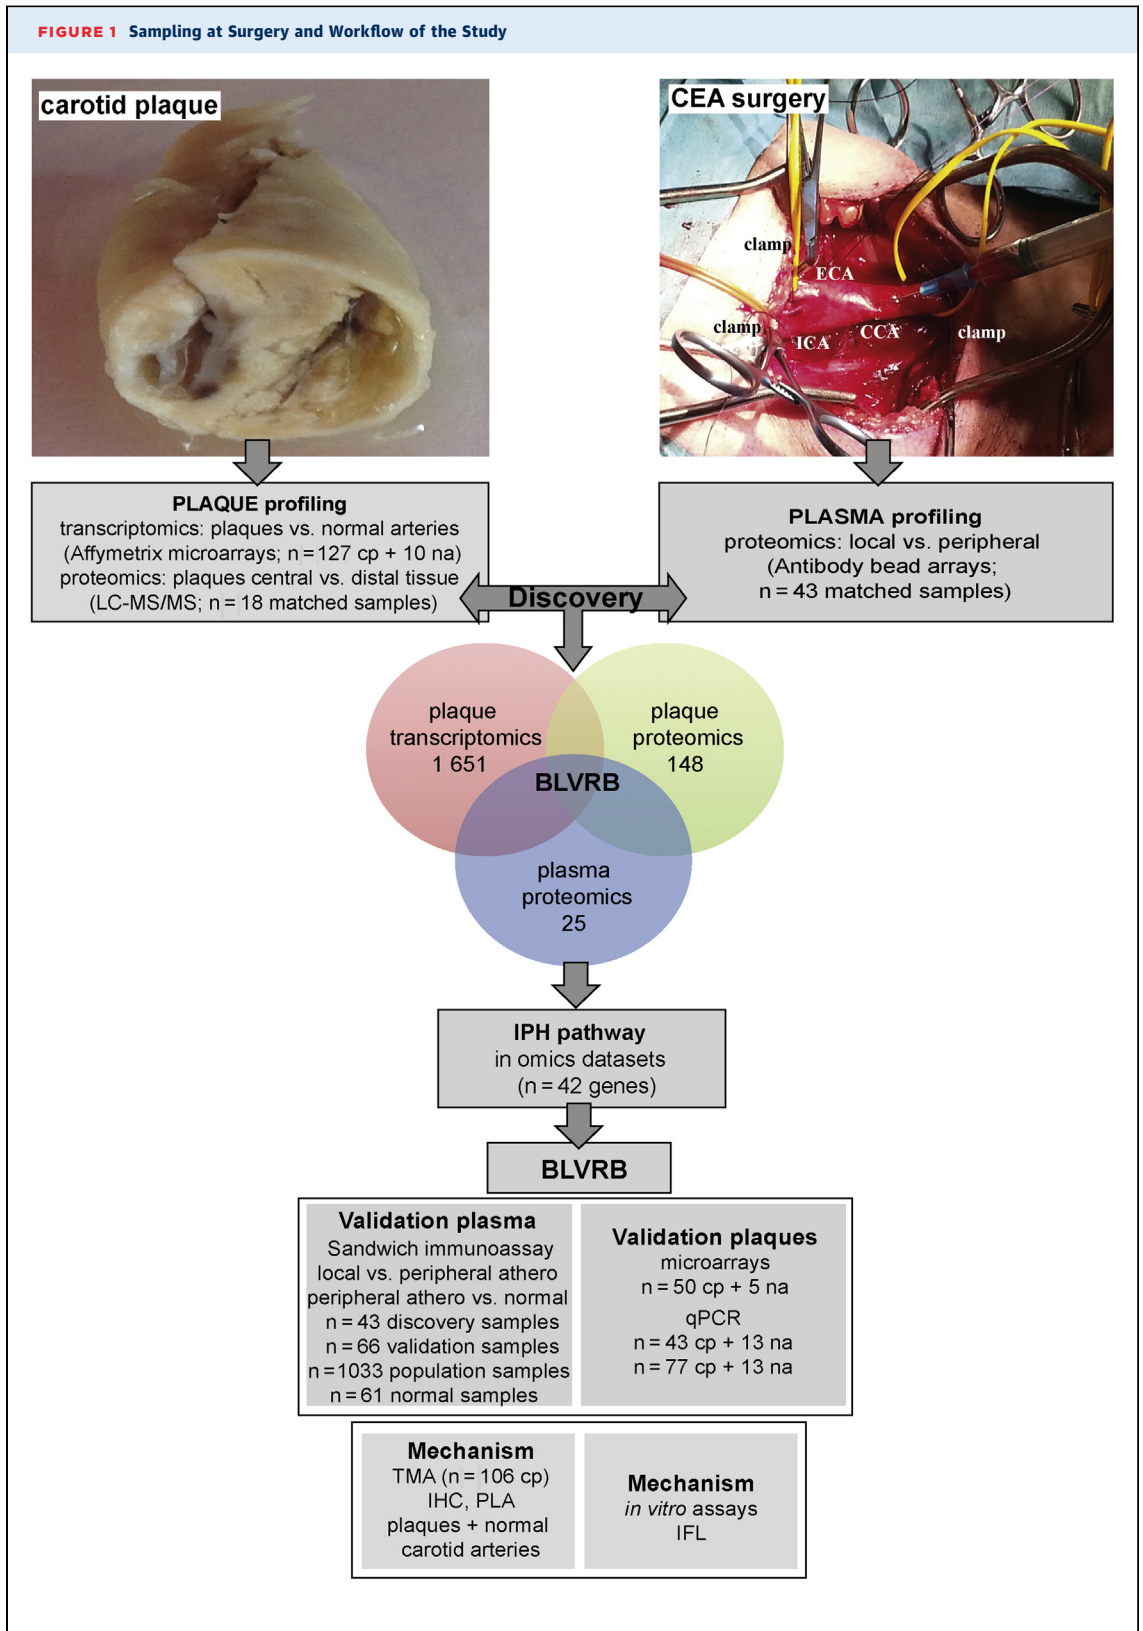 FIGURE 1 Sampling at Surgery and Workflow of the Study
carotid plaque
CEA surgery
clamp
ECA
clamp
ICA
CCA
clamp
PLAQUE profiling
transcriptomics: plaques vs. normal arteries
(Affymetrix microarrays; n=127 cp + 10 na)
proteomics: plaques central vs. distal tissue
(LC-MS/MS; n=18 matched samples)
PLASMA profiling
proteomics: local vs. peripheral
(Antibody bead arrays;
n=43 matched samples)
Discovery
plaque
transcriptomics
1 651
plaque
proteomics
148
BLVRB
plasma
proteomics
25
IPH pathway
in omics datasets
(n=42 genes)
BLVRB
Validation plasma
Sandwich immunoassay
local vs. peripheral athero
peripheral athero vs. normal
n=43 discovery samples
n=66 validation samples
n=1033 population samples
n=61 normal samples
Validation plaques
microarrays
n=50 cp + 5 na
qPCR
n=43 cp + 13 na
n=77 cp + 13 na
Mechanism
TMA (n=106 cp)
IHC, PLA
plaques + normal
carotid arteries
Mechanism
in vitro assays
IFL